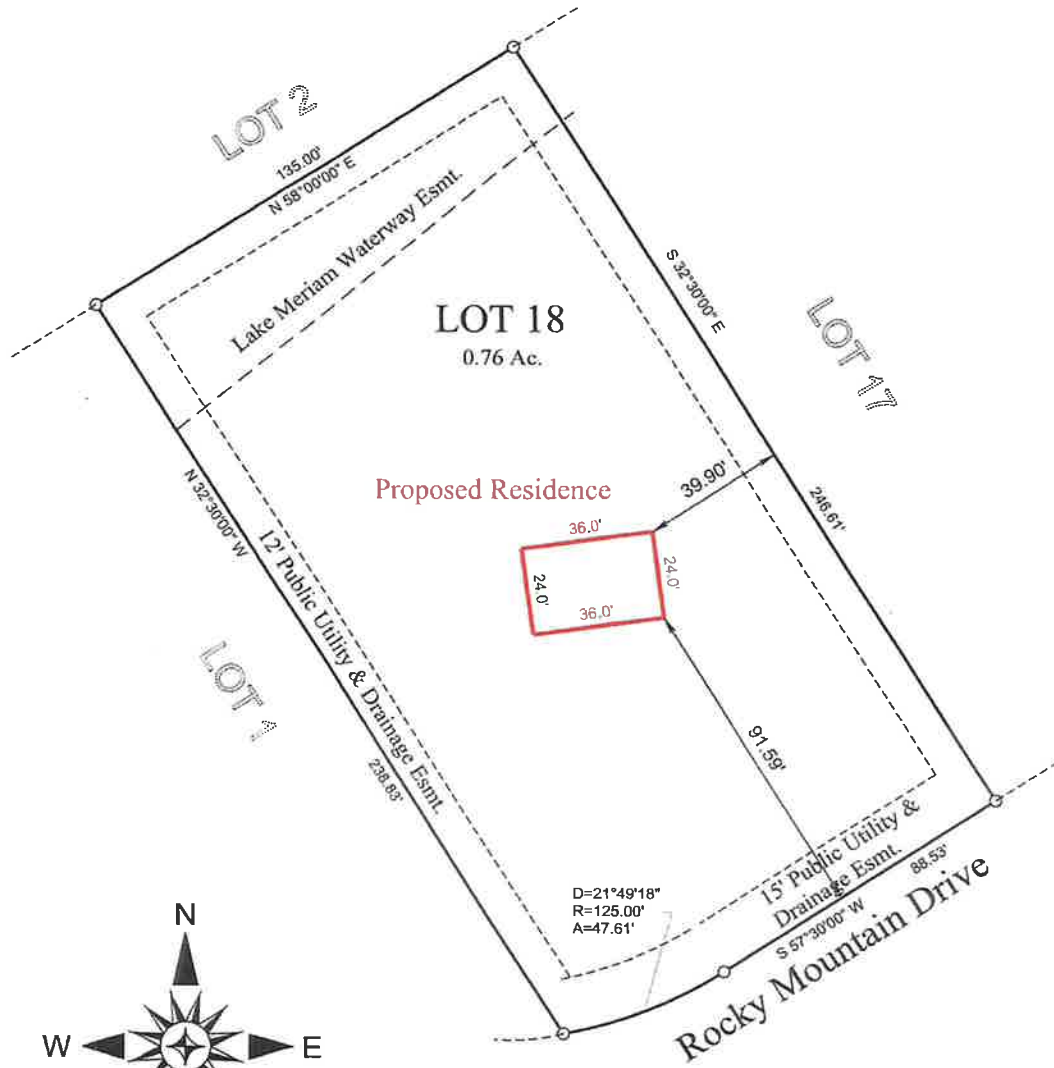 LOT 2
135.00'
N 58°00'00" E
Lake Meriam Waterway Esmt.
LOT 18
0.76 Ac.
S 32°30'00" E
LOT 17
Proposed Residence
39.90'
246.61'
36.0'
24.0'
24.0'
36.0'
N 32°30'00" W
12' Public Utility & Drainage Esmt.
LOT 1
238.83'
91.59'
15' Public Utility &
Drainage Esmt.
88.53'
S 57°30'00" W
Rocky Mountain Drive
D=21°49'18"
R=125.00'
A=47.61'
N
W
E